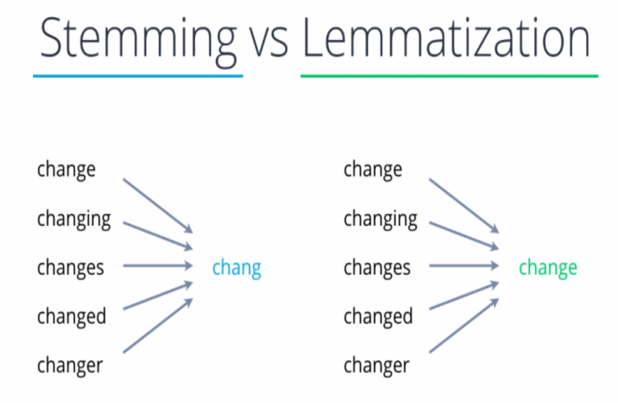 Stemming vs Lemmatization
change
changing
changes
changed
changer
chang
change
changing
changes
changed
changer
change